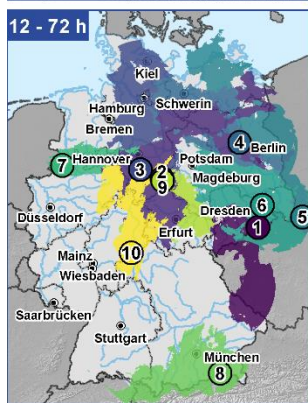 12 - 72 h
Kiel
Schwerin
Hamburg
Bremen
4 Berlin
7 Hannover 3 2 Potsdam
9 Magdeburg
Düsseldorf
Dresden 6
5
1
Erfurt
10
Mainz
Wiesbaden
Saarbrücken
Stuttgart
München
8